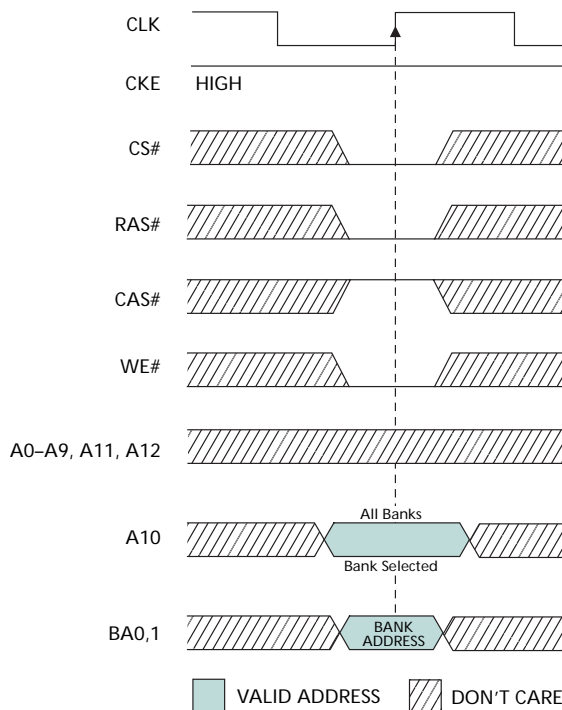 CLK
CKE HIGH
CS#
RAS#
CAS#
WE#
A0–A9, A11, A12
All Banks
A10
Bank Selected
BA0,1
BANK
ADDRESS
VALID ADDRESS DON'T CARE